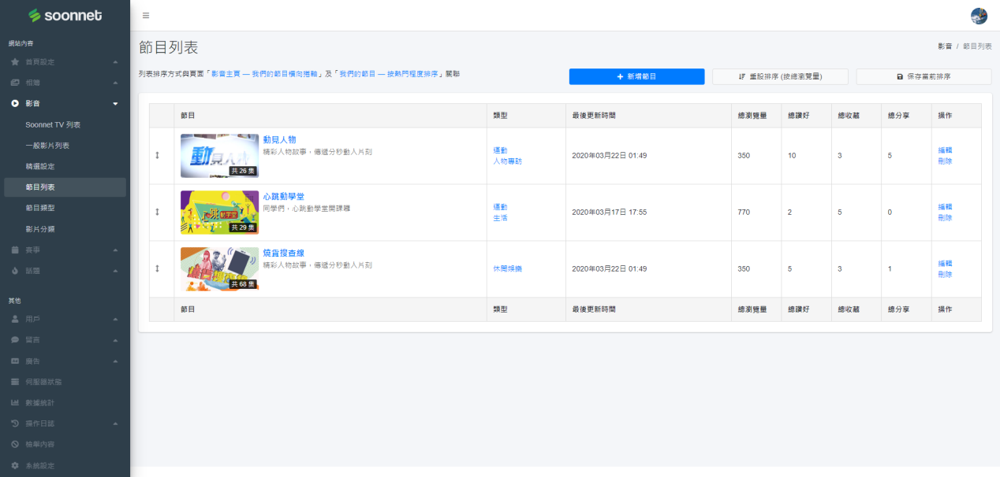 soonnet
網站內容
首頁設定
相簿
影音
Soonnet TV 列表
一般影片列表
精選設定
節目列表
節目類型
影片分類
賽事
話題
其他
用戶
留言
廣告
伺服器狀態
數據統計
操作日誌
檢舉內容
系統設定
節目列表
影音 / 節目列表
列表排序方式與頁面「影音主頁 — 我們的節目橫向捲軸」及「我們的節目 — 按熱門程度排序」關聯
新增節目
重設排序 (按總瀏覽量)
保存當前排序
節目 類型 最後更新時間 總瀏覽量 總讚好 總收藏 總分享 操作
動見人物
共 26 集
動見人物
精彩人物故事，傳遞分秒動人片刻
運動
人物專訪
2020年03月22日 01:49 350 10 3 5
編輯
刪除
心跳動學堂
共 29 集
心跳動學堂
同學們，心跳動學堂開課囉
運動
生活
2020年03月17日 17:55 770 2 5 0
編輯
刪除
共 68 集
燒貨搜查線
精彩人物故事，傳遞分秒動人片刻
休閒娛樂
2020年03月22日 01:49 350 5 3 1
編輯
刪除
節目 類型 最後更新時間 總瀏覽量 總讚好 總收藏 總分享 操作